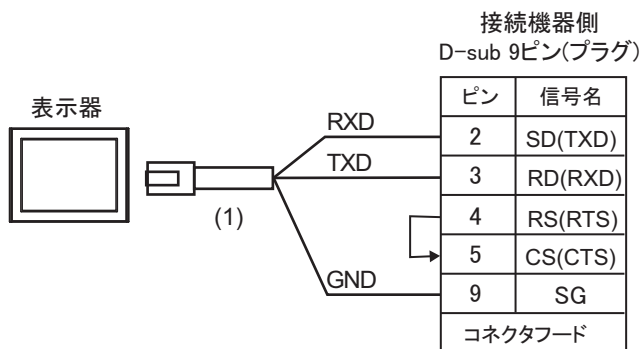 接続機器側
D-sub 9ピン(プラグ)
表示器
ピン 信号名
RXD 2 SD(TXD)
TXD 3 RD(RXD)
(1) 4 RS(RTS)
5 CS(CTS)
GND 9 SG
コネクタフード